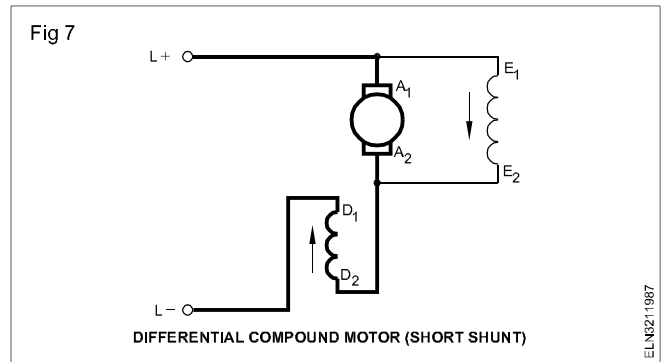 Fig 7
L+
A1
E1
A2
E2
D1
D2
L−
DIFFERENTIAL COMPOUND MOTOR (SHORT SHUNT)
ELN3211987